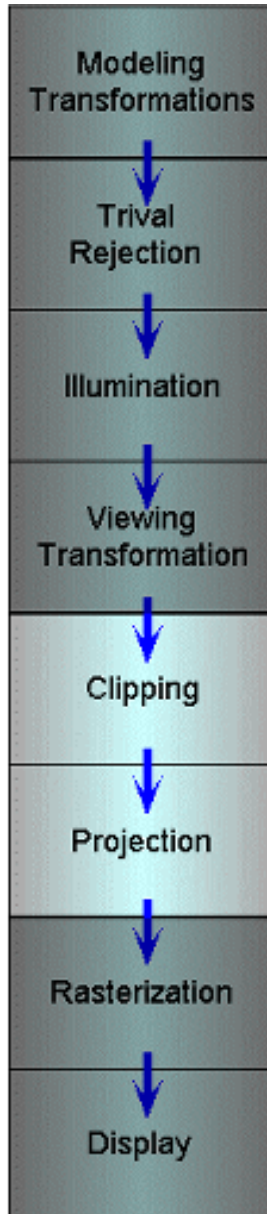 Modeling
Transformations
Trival
Rejection
Illumination
Viewing
Transformation
Clipping
Projection
Rasterization
Display